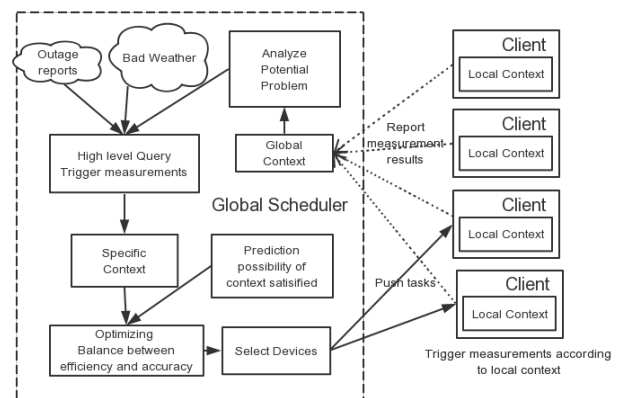 Outage
reports
Bad Weather
Analyze
Potential
Problem
High level Query
Trigger measurements
Global
Context
Global Scheduler
Specific
Context
Prediction
possibility of
context satisified
Optimizing
Balance between
efficiency and accuracy
Select Devices
Report
measurement
results
Push tasks
Client
Local Context
Client
Local Context
Client
Local Context
Client
Local Context
Trigger measurements according
to local context